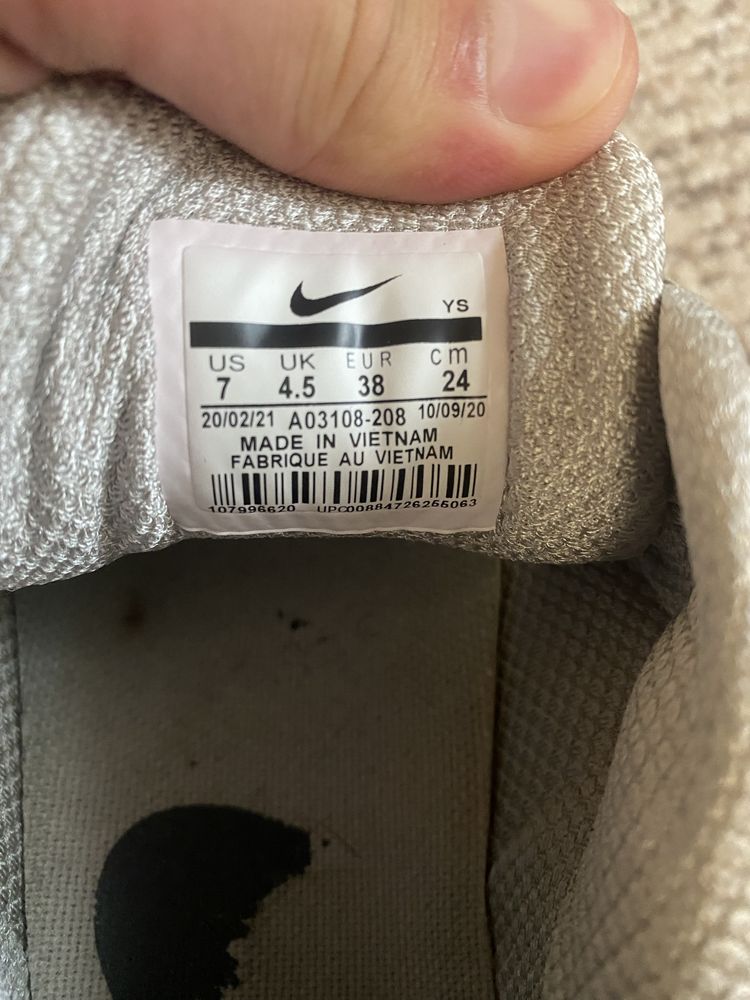 YS
US UK EUR cm
7 4.5 38 24
20/02/21 A03108-208 10/09/20
MADE IN VIETNAM
FABRIQUE AU VIETNAM
107996620 UPC00884726255063